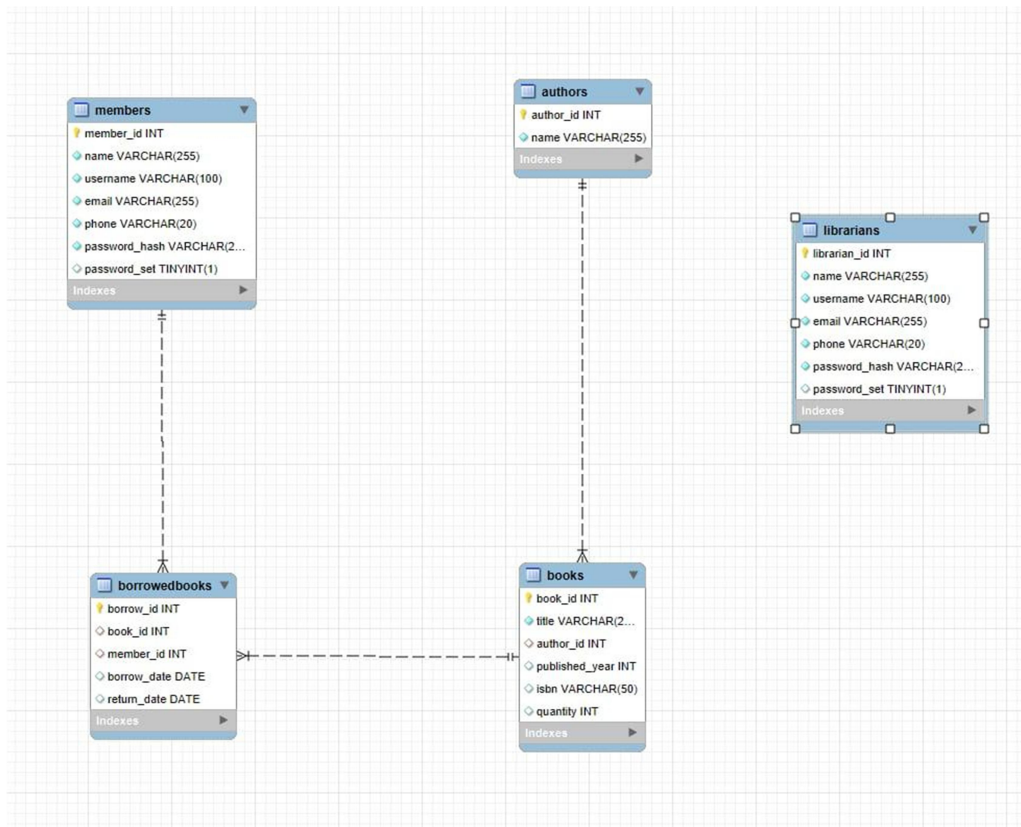 members
member_id INT
name VARCHAR(255)
username VARCHAR(100)
email VARCHAR(255)
phone VARCHAR(20)
password_hash VARCHAR(2...
password_set TINYINT(1)
Indexes
authors
author_id INT
name VARCHAR(255)
Indexes
librarians
librarian_id INT
name VARCHAR(255)
username VARCHAR(100)
email VARCHAR(255)
phone VARCHAR(20)
password_hash VARCHAR(2...
password_set TINYINT(1)
Indexes
borrowedbooks
borrow_id INT
book_id INT
member_id INT
borrow_date DATE
return_date DATE
Indexes
books
book_id INT
title VARCHAR(2...
author_id INT
published_year INT
isbn VARCHAR(50)
quantity INT
Indexes